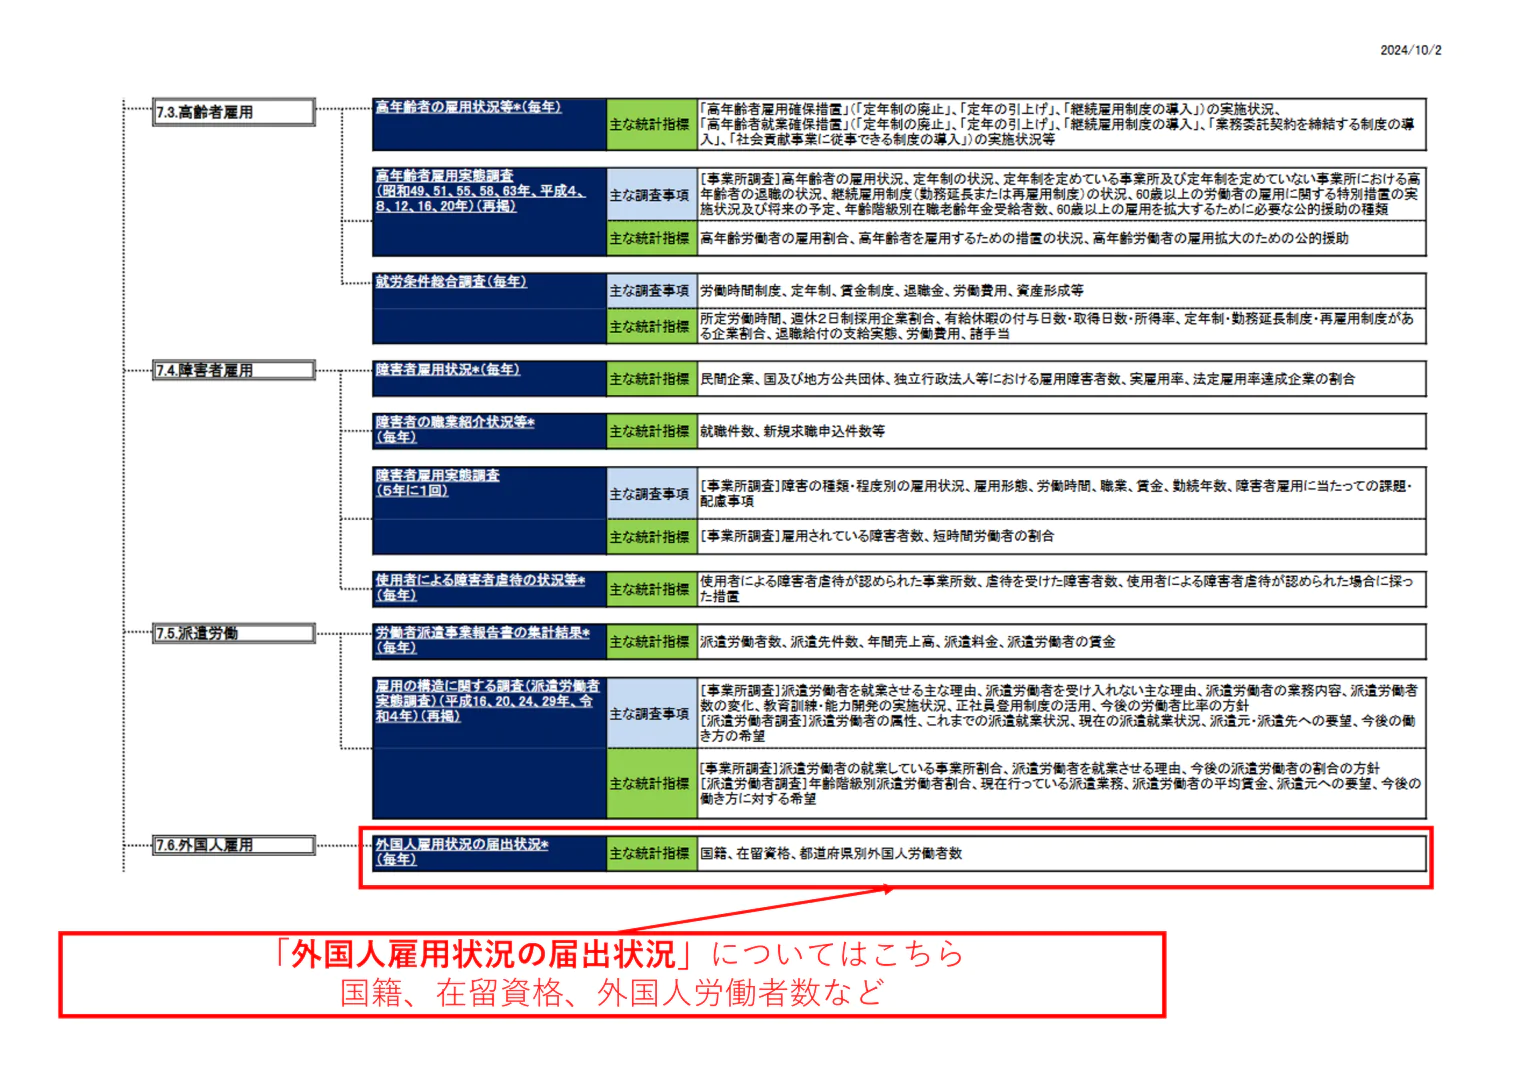 2024/10/2
7.3.高齢者雇用
高年齢者の雇用状況等*(毎年)
主な統計指標
「高年齢者雇用確保措置」(「定年制の廃止」、「定年の引上げ」、「継続雇用制度の導入」)の実施状況、
「高年齢者就業確保措置」(「定年制の廃止」、「定年の引上げ」、「継続雇用制度の導入」、「業務委託契約を締結する制度の導
入」、「社会貢献事業に従事できる制度の導入」)の実施状況等
高年齢者雇用実態調査
(昭和49、51、55、58、63年、平成4、
8、12、16、20年)(再掲)
主な調査事項
[事業所調査]高年齢者の雇用状況、定年制の状況、定年制を定めている事業所及び定年制を定めていない事業所における高
年齢者の退職の状況、継続雇用制度(勤務延長または再雇用制度)の状況、60歳以上の労働者の雇用に関する特別措置の実
施状況及び将来の予定、年齢階級別在職老齢年金受給者数、60歳以上の雇用を拡大するために必要な公的援助の種類
主な統計指標
高年齢労働者の雇用割合、高年齢者を雇用するための措置の状況、高年齢労働者の雇用拡大のための公的援助
就労条件総合調査(毎年)
主な調査事項
労働時間制度、定年制、賃金制度、退職金、労働費用、資産形成等
主な統計指標
所定労働時間、週休2日制採用企業割合、有給休暇の付与日数・取得日数・所得率、定年制・勤務延長制度・再雇用制度があ
る企業割合、退職給付の支給実態、労働費用、諸手当
7.4.障害者雇用
障害者雇用状況*(毎年)
主な統計指標
民間企業、国及び地方公共団体、独立行政法人等における雇用障害者数、実雇用率、法定雇用率達成企業の割合
障害者の職業紹介状況等*
(毎年)
主な統計指標
就職件数、新規求職申込件数等
障害者雇用実態調査
(5年に1回)
主な調査事項
[事業所調査]障害の種類・程度別の雇用状況、雇用形態、労働時間、職業、賃金、勤続年数、障害者雇用に当たっての課題・
配慮事項
主な統計指標
[事業所調査]雇用されている障害者数、短時間労働者の割合
使用者による障害者虐待の状況等*
(毎年)
主な統計指標
使用者による障害者虐待が認められた事業所数、虐待を受けた障害者数、使用者による障害者虐待が認められた場合に採っ
た措置
7.5.派遣労働
労働者派遣事業報告書の集計結果*
(毎年)
主な統計指標
派遣労働者数、派遣先件数、年間売上高、派遣料金、派遣労働者の賃金
雇用の構造に関する調査(派遣労働者
実態調査)(平成16、20、24、29年、令
和4年)(再掲)
主な調査事項
[事業所調査]派遣労働者を就業させる主な理由、派遣労働者を受け入れない主な理由、派遣労働者の業務内容、派遣労働者
数の変化、教育訓練・能力開発の実施状況、正社員登用制度の活用、今後の労働者比率の方針
[派遣労働者調査]派遣労働者の属性、これまでの派遣就業状況、現在の派遣就業状況、派遣元・派遣先への要望、今後の働
き方の希望
主な統計指標
[事業所調査]派遣労働者の就業している事業所割合、派遣労働者を就業させる理由、今後の派遣労働者の割合の方針
[派遣労働者調査]年齢階級別派遣労働者割合、現在行っている派遣業務、派遣労働者の平均賃金、派遣元への要望、今後の
働き方に対する希望
7.6.外国人雇用
外国人雇用状況の届出状況*
(毎年)
主な統計指標
国籍、在留資格、都道府県別外国人労働者数
「外国人雇用状況の届出状況」についてはこちら
国籍、在留資格、外国人労働者数など